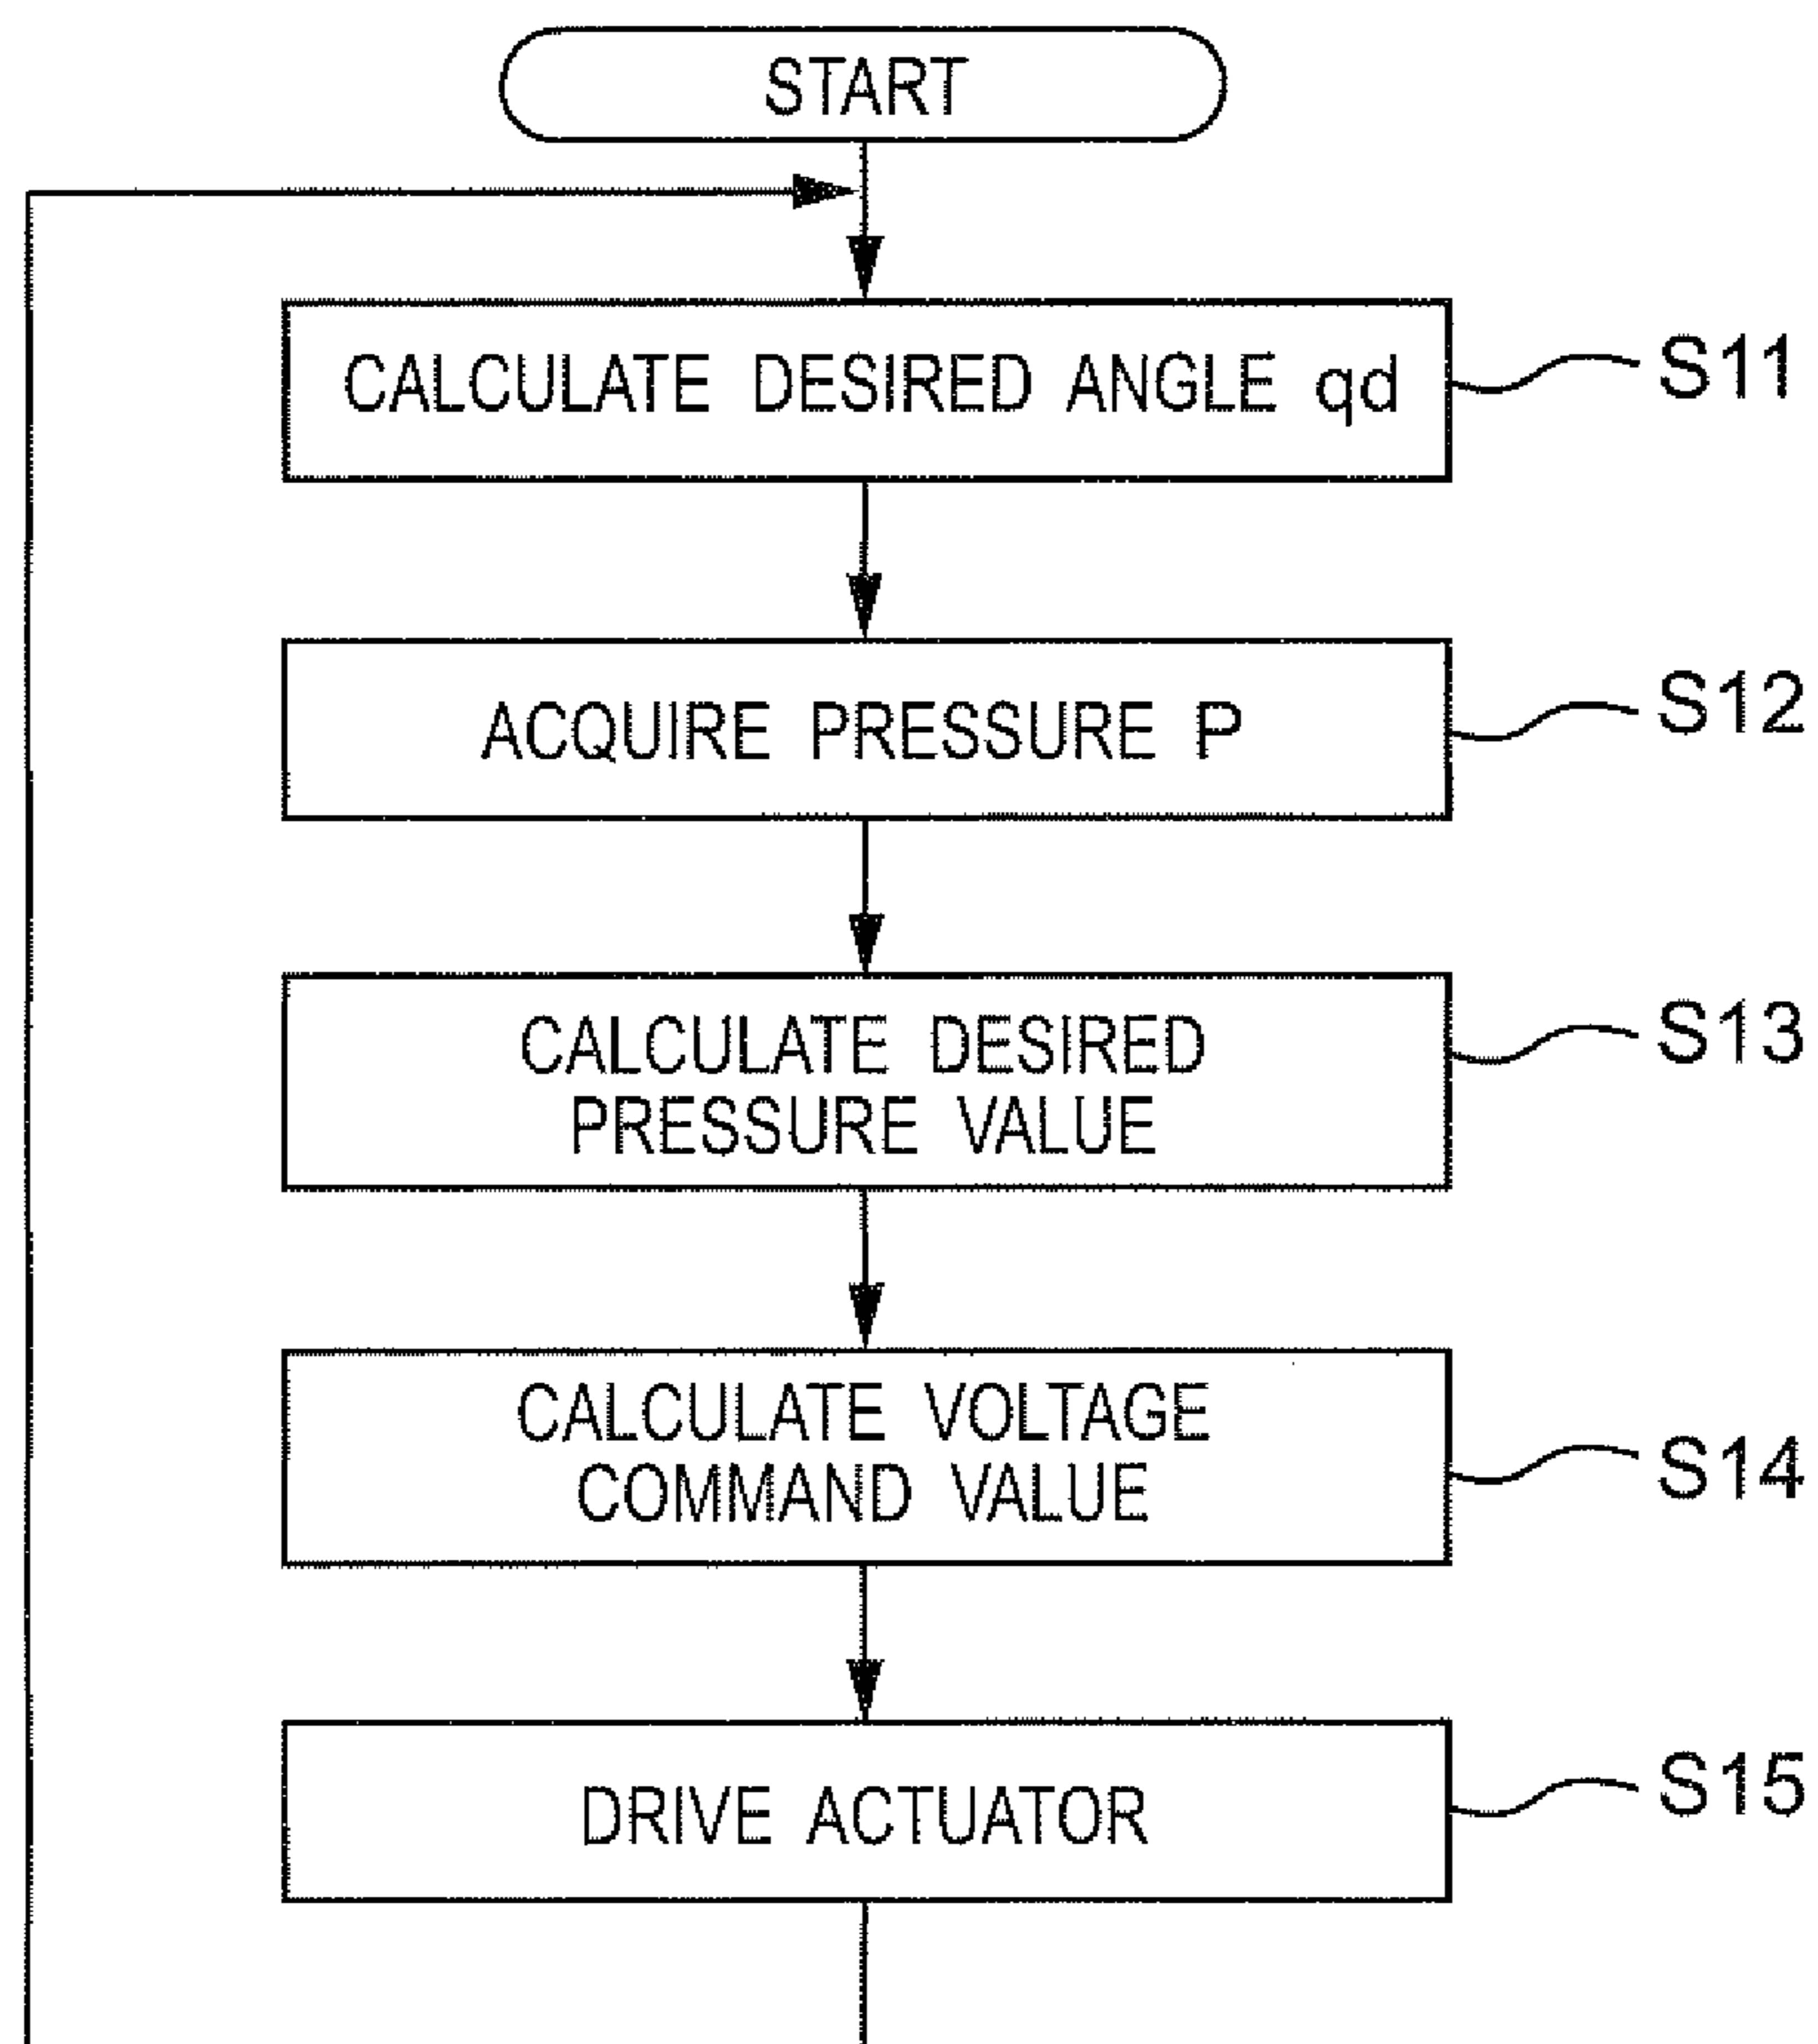 START
CALCULATE DESIRED ANGLE qd
S11
ACQUIRE PRESSURE P
S12
CALCULATE DESIRED
PRESSURE VALUE
S13
CALCULATE VOLTAGE
COMMAND VALUE
S14
DRIVE ACTUATOR
S15